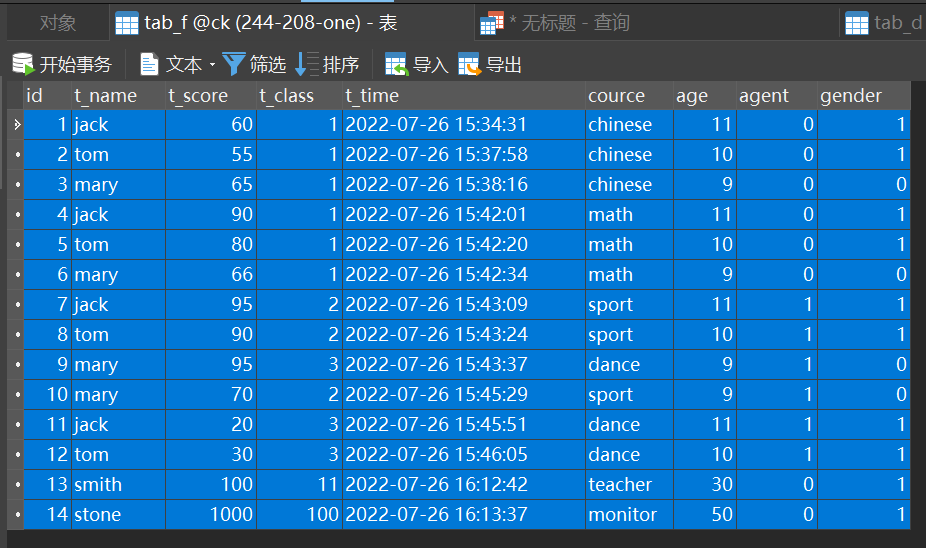 对象 tab_f @ck (244-208-one) - 表 * 无标题 - 查询 tab_d
开始事务 文本 筛选 排序 导入 导出
id t_name t_score t_class t_time cource age agent gender
1 jack 60 1 2022-07-26 15:34:31 chinese 11 0 1
2 tom 55 1 2022-07-26 15:37:58 chinese 10 0 1
3 mary 65 1 2022-07-26 15:38:16 chinese 9 0 0
4 jack 90 1 2022-07-26 15:42:01 math 11 0 1
5 tom 80 1 2022-07-26 15:42:20 math 10 0 1
6 mary 66 1 2022-07-26 15:42:34 math 9 0 0
7 jack 95 2 2022-07-26 15:43:09 sport 11 1 1
8 tom 90 2 2022-07-26 15:43:24 sport 10 1 1
9 mary 95 3 2022-07-26 15:43:37 dance 9 1 0
10 mary 70 2 2022-07-26 15:45:29 sport 9 1 0
11 jack 20 3 2022-07-26 15:45:51 dance 11 1 1
12 tom 30 3 2022-07-26 15:46:05 dance 10 1 1
13 smith 100 11 2022-07-26 16:12:42 teacher 30 0 1
14 stone 1000 100 2022-07-26 16:13:37 monitor 50 0 1